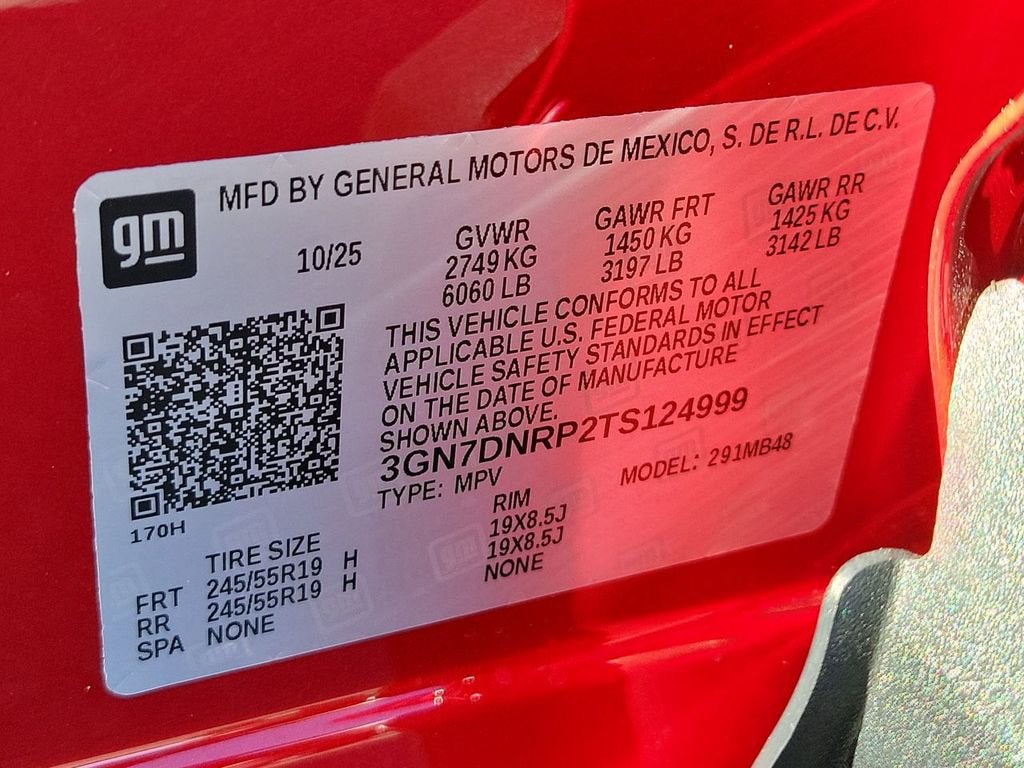 gm
MFD BY GENERAL MOTORS DE MEXICO, S. DE R.L. DE C.V.
10/25
GVWR
2749 KG
6060 LB
GAWR FRT
1450 KG
3197 LB
GAWR RR
1425 KG
3142 LB
THIS VEHICLE CONFORMS TO ALL
APPLICABLE U.S. FEDERAL MOTOR
VEHICLE SAFETY STANDARDS IN EFFECT
ON THE DATE OF MANUFACTURE
SHOWN ABOVE.
3GN7DNRP2TS124999
TYPE: MPV MODEL: 291MB48
170H
TIRE SIZE RIM
FRT 245/55R19 H 19X8.5J
RR 245/55R19 H 19X8.5J
SPA NONE NONE